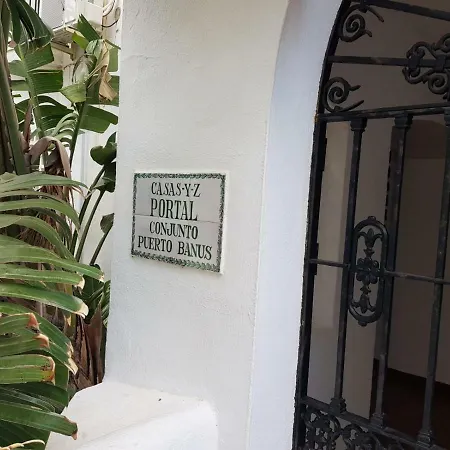 CASAS-Y-Z
PORTAL
CONJUNTO
PUERTO BANUS